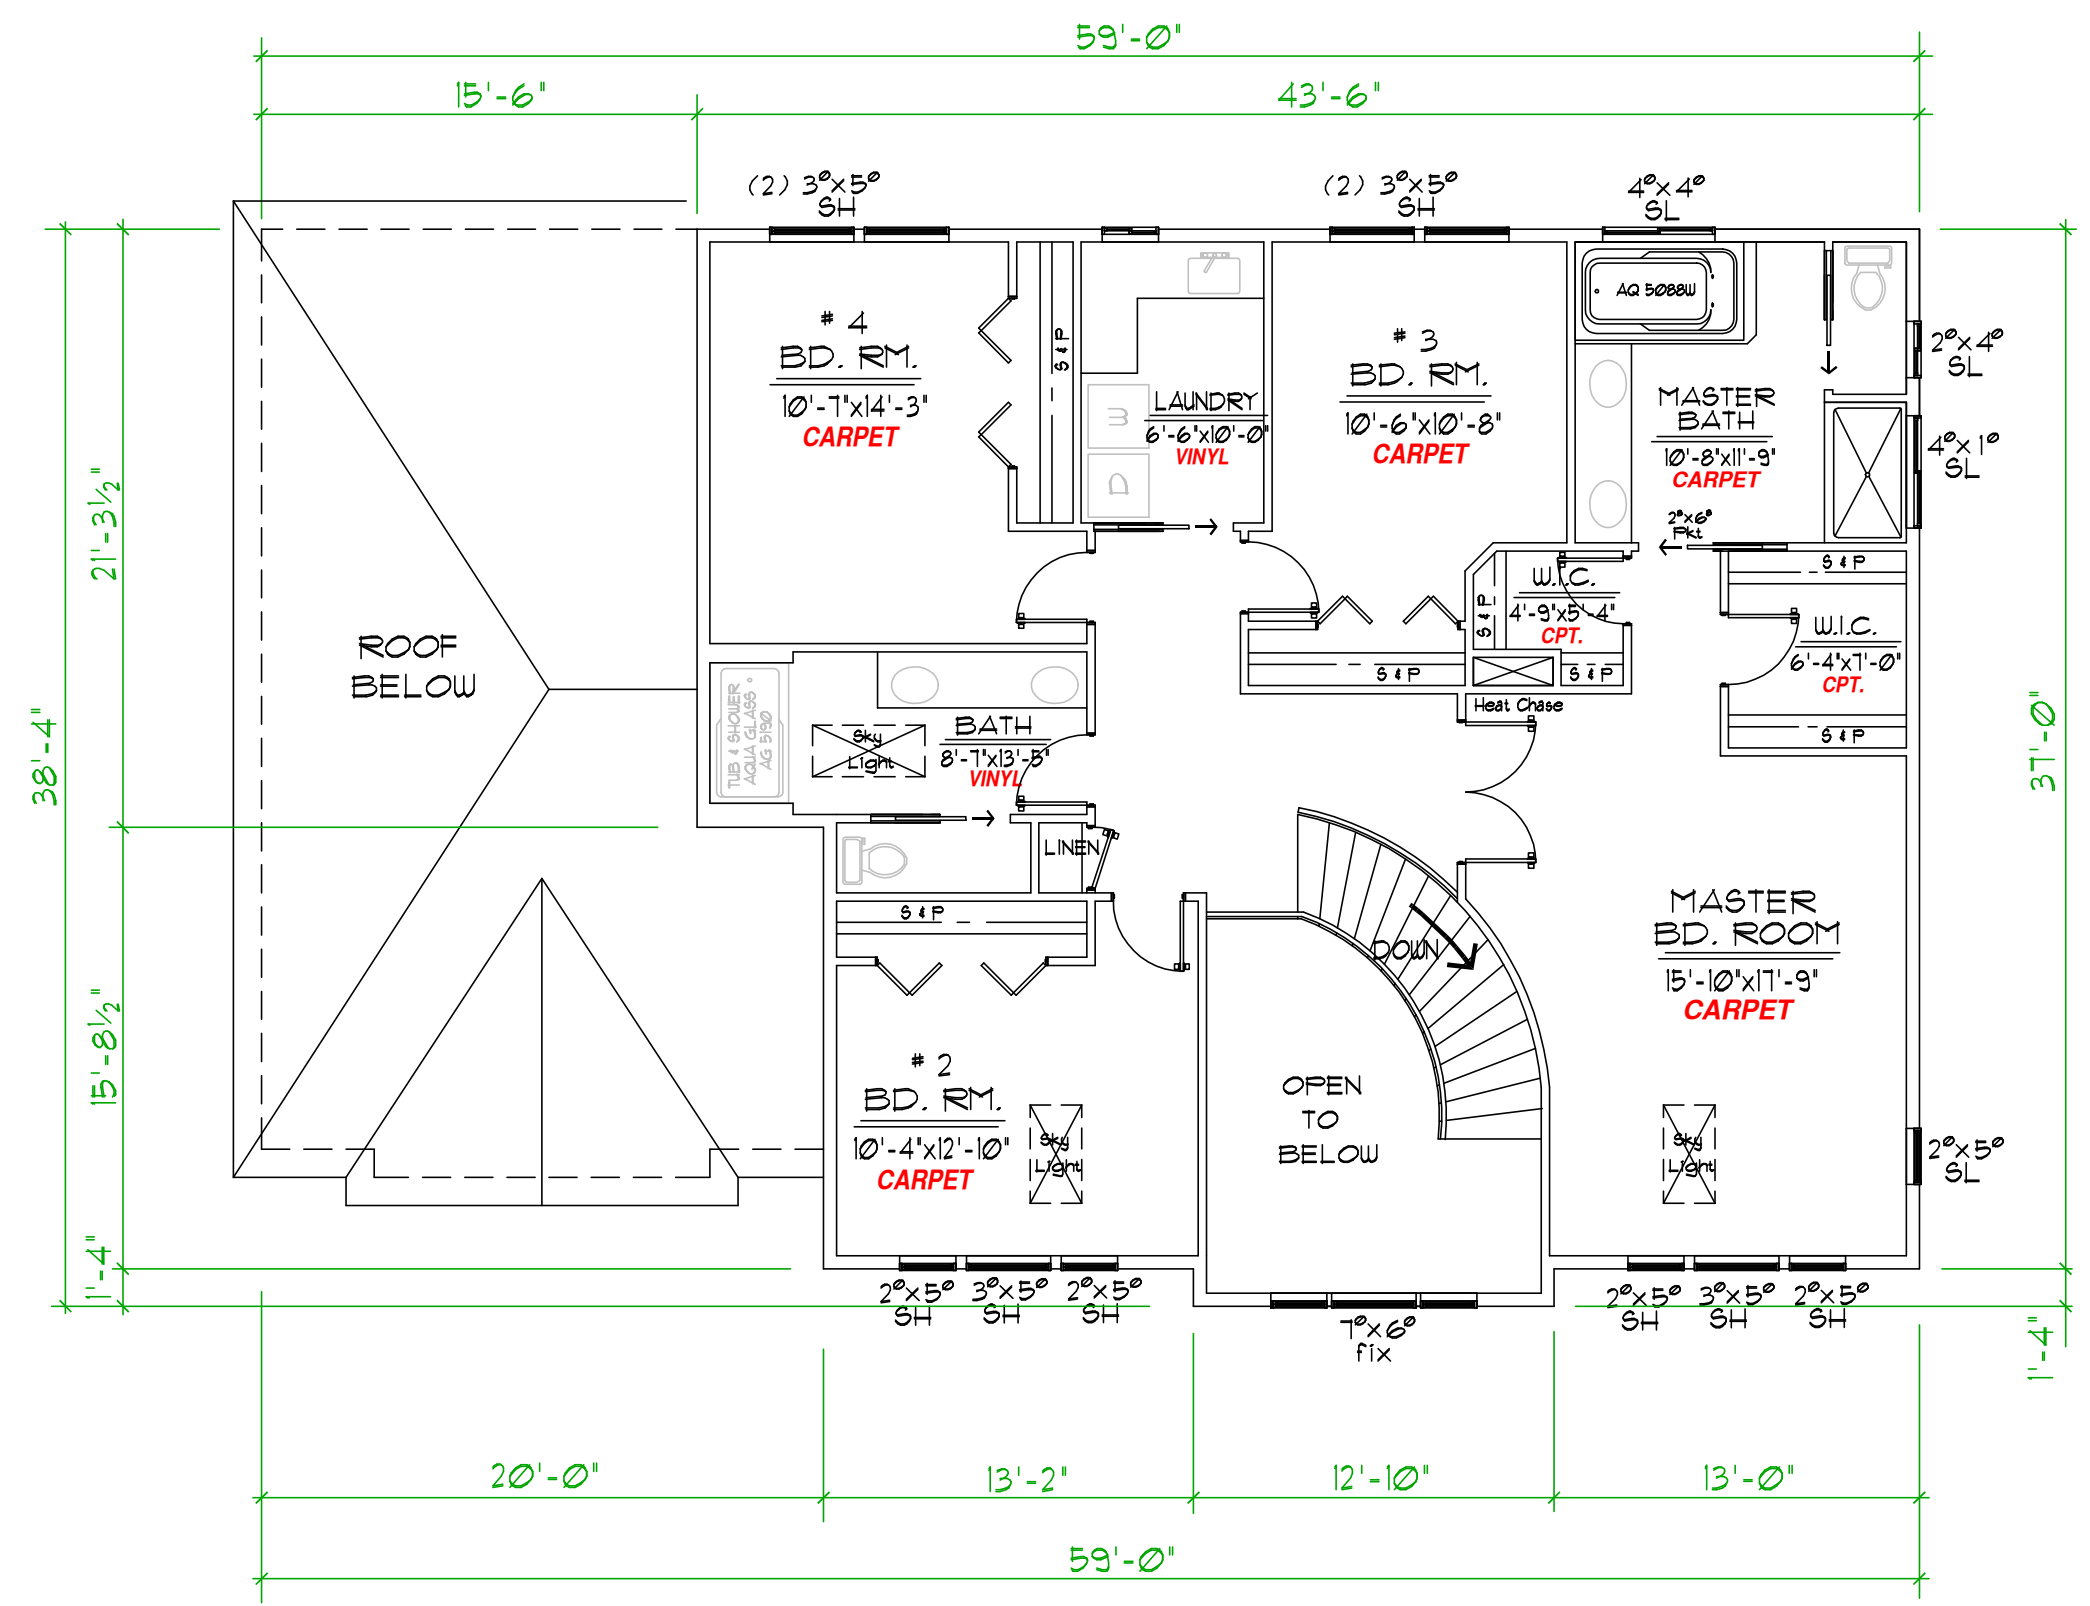 59'-0"
15'-6"
43'-6"
(2) 3⁰x5⁰
SH
(2) 3⁰x5⁰
SH
4⁰x4⁰
SL
AQ 5088W
# 4
BD. RM.
10'-7"x14'-3"
CARPET
S & P
W
D
LAUNDRY
6'-6"x10'-0"
VINYL
# 3
BD. RM.
10'-6"x10'-8"
CARPET
MASTER
BATH
10'-8"x11'-9"
CARPET
2⁰x4⁰
SL
4⁰x1⁰
SL
2⁸x6⁸
Pkt
S & P
W.I.C.
4'-9"x5'-4"
CPT.
S & P
W.I.C.
6'-4"x7'-0"
CPT.
S & P
S & P
S & P
S & P
Heat Chase
21'-3½"
38'-4"
37'-0"
ROOF
BELOW
TUB & SHOWER
AQUA GLASS
AG 5190
Sky
Light
BATH
8'-7"x13'-5"
VINYL
LINEN
S & P
DOWN
MASTER
BD. ROOM
15'-10"x17'-9"
CARPET
15'-8½"
# 2
BD. RM.
10'-4"x12'-10"
CARPET
Sky
Light
OPEN
TO
BELOW
Sky
Light
2⁰x5⁰
SL
1'-4"
2⁰x5⁰
SH
3⁰x5⁰
SH
2⁰x5⁰
SH
7⁰x6⁰
fix
2⁰x5⁰
SH
3⁰x5⁰
SH
2⁰x5⁰
SH
1'-4"
20'-0"
13'-2"
12'-10"
13'-0"
59'-0"